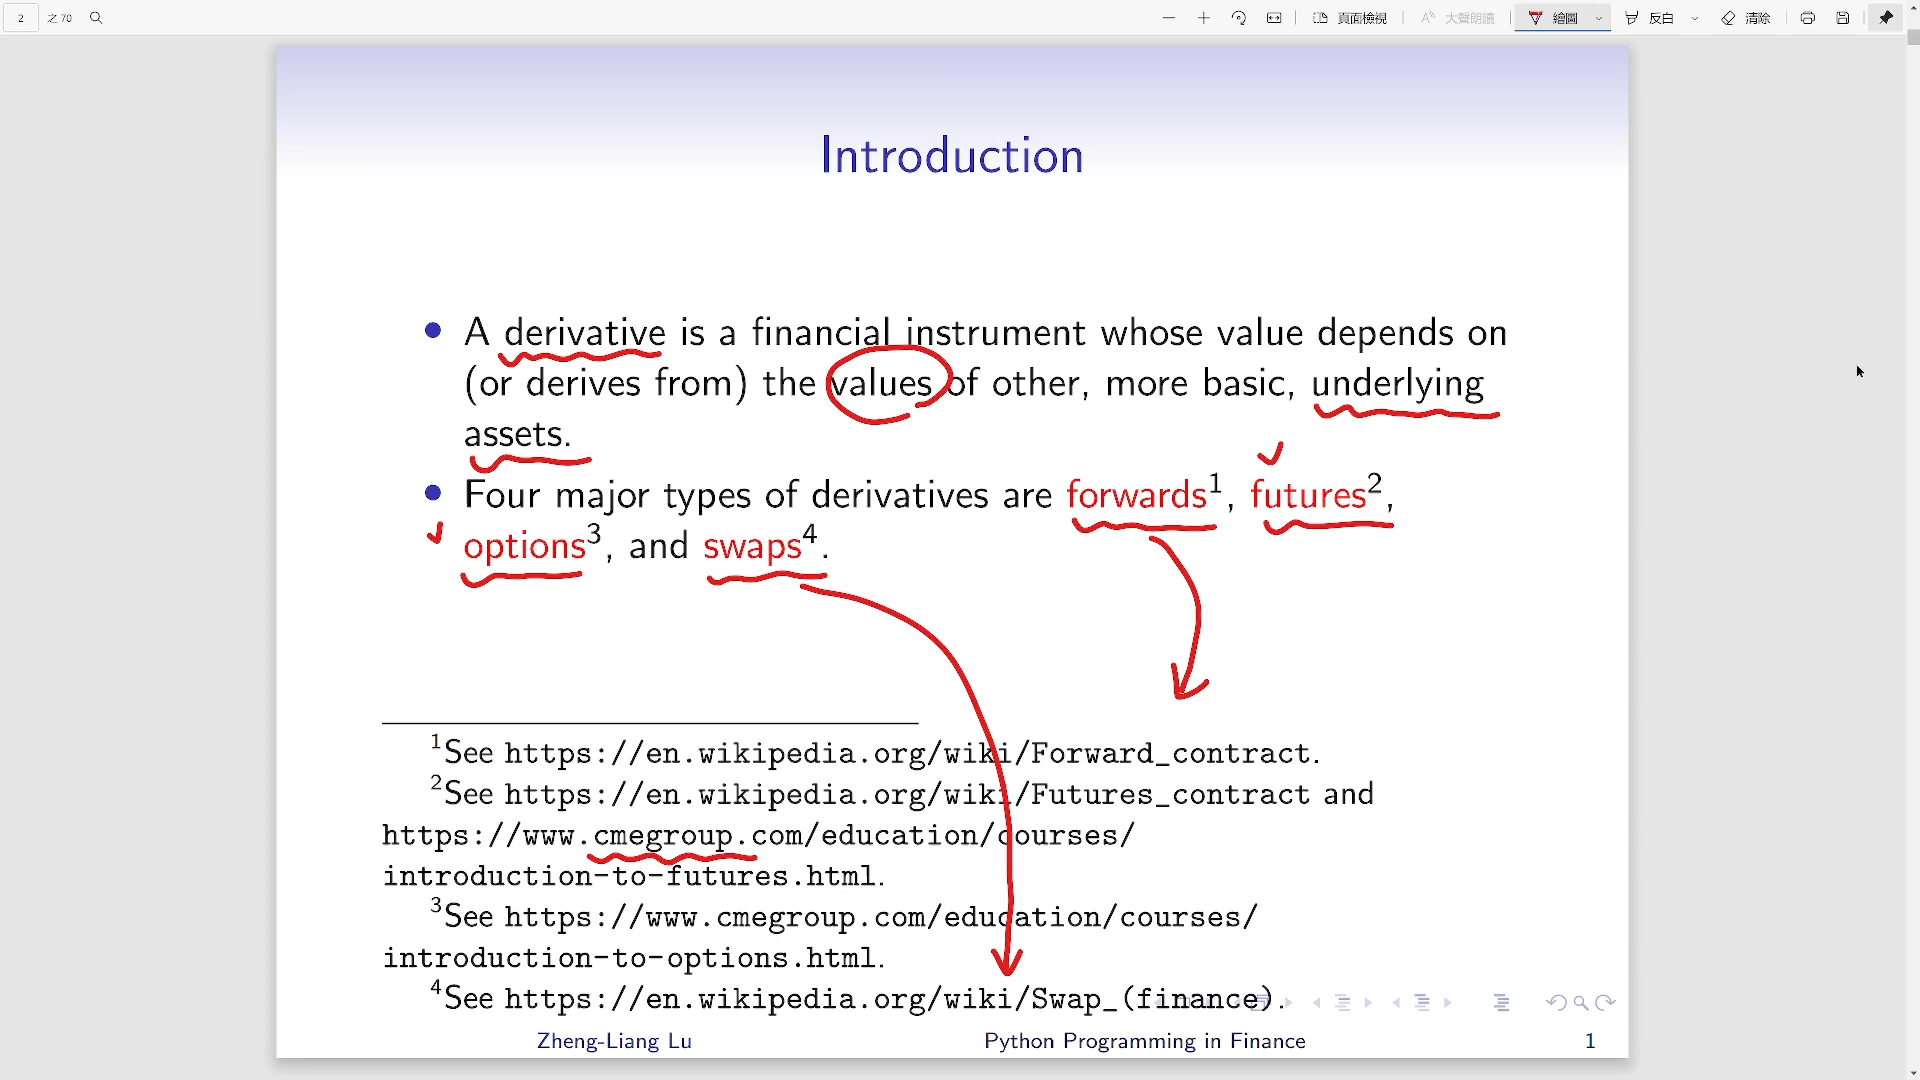 2 之 70 頁面檢視 大聲朗讀 繪圖 反白 清除
Introduction
A derivative is a financial instrument whose value depends on
(or derives from) the values of other, more basic, underlying
assets.
Four major types of derivatives are forwards1, futures2,
options3, and swaps4.
1See https://en.wikipedia.org/wiki/Forward_contract.
2See https://en.wikipedia.org/wiki/Futures_contract and
https://www.cmegroup.com/education/courses/
introduction-to-futures.html.
3See https://www.cmegroup.com/education/courses/
introduction-to-options.html.
4See https://en.wikipedia.org/wiki/Swap_(finance).
Zheng-Liang Lu Python Programming in Finance 1